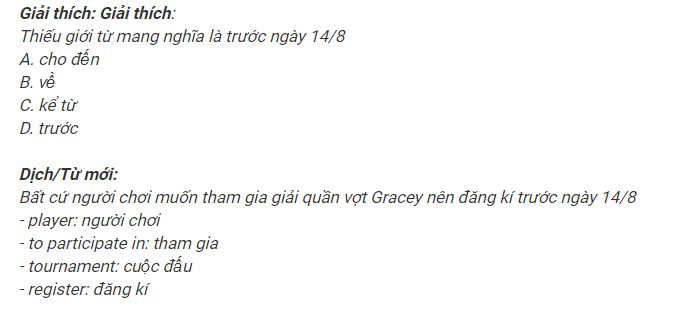 Giải thích: Giải thích:
Thiếu giới từ mang nghĩa là trước ngày 14/8
A. cho đến
B. về
C. kể từ
D. trước
Dịch/Từ mới:
Bất cứ người chơi muốn tham gia giải quần vợt Gracey nên đăng kí trước ngày 14/8
- player: người chơi
- to participate in: tham gia
- tournament: cuộc đấu
- register: đăng kí